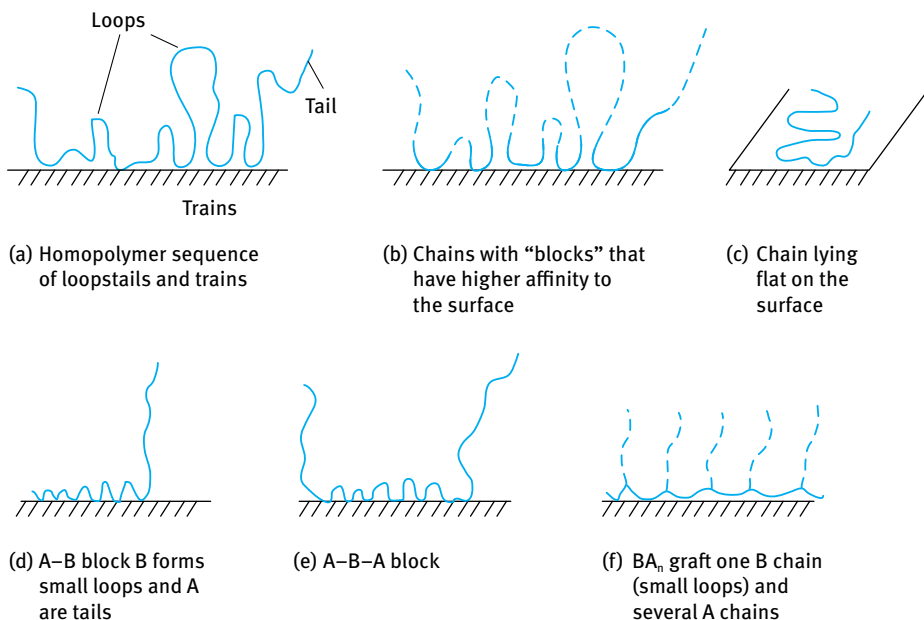 Loops
Tail
Trains
(a) Homopolymer sequence
of loopstails and trains
(b) Chains with “blocks” that
have higher affinity to
the surface
(c) Chain lying
flat on the
surface
(d) A–B block B forms
small loops and A
are tails
(e) A–B–A block
(f) BAₙ graft one B chain
(small loops) and
several A chains